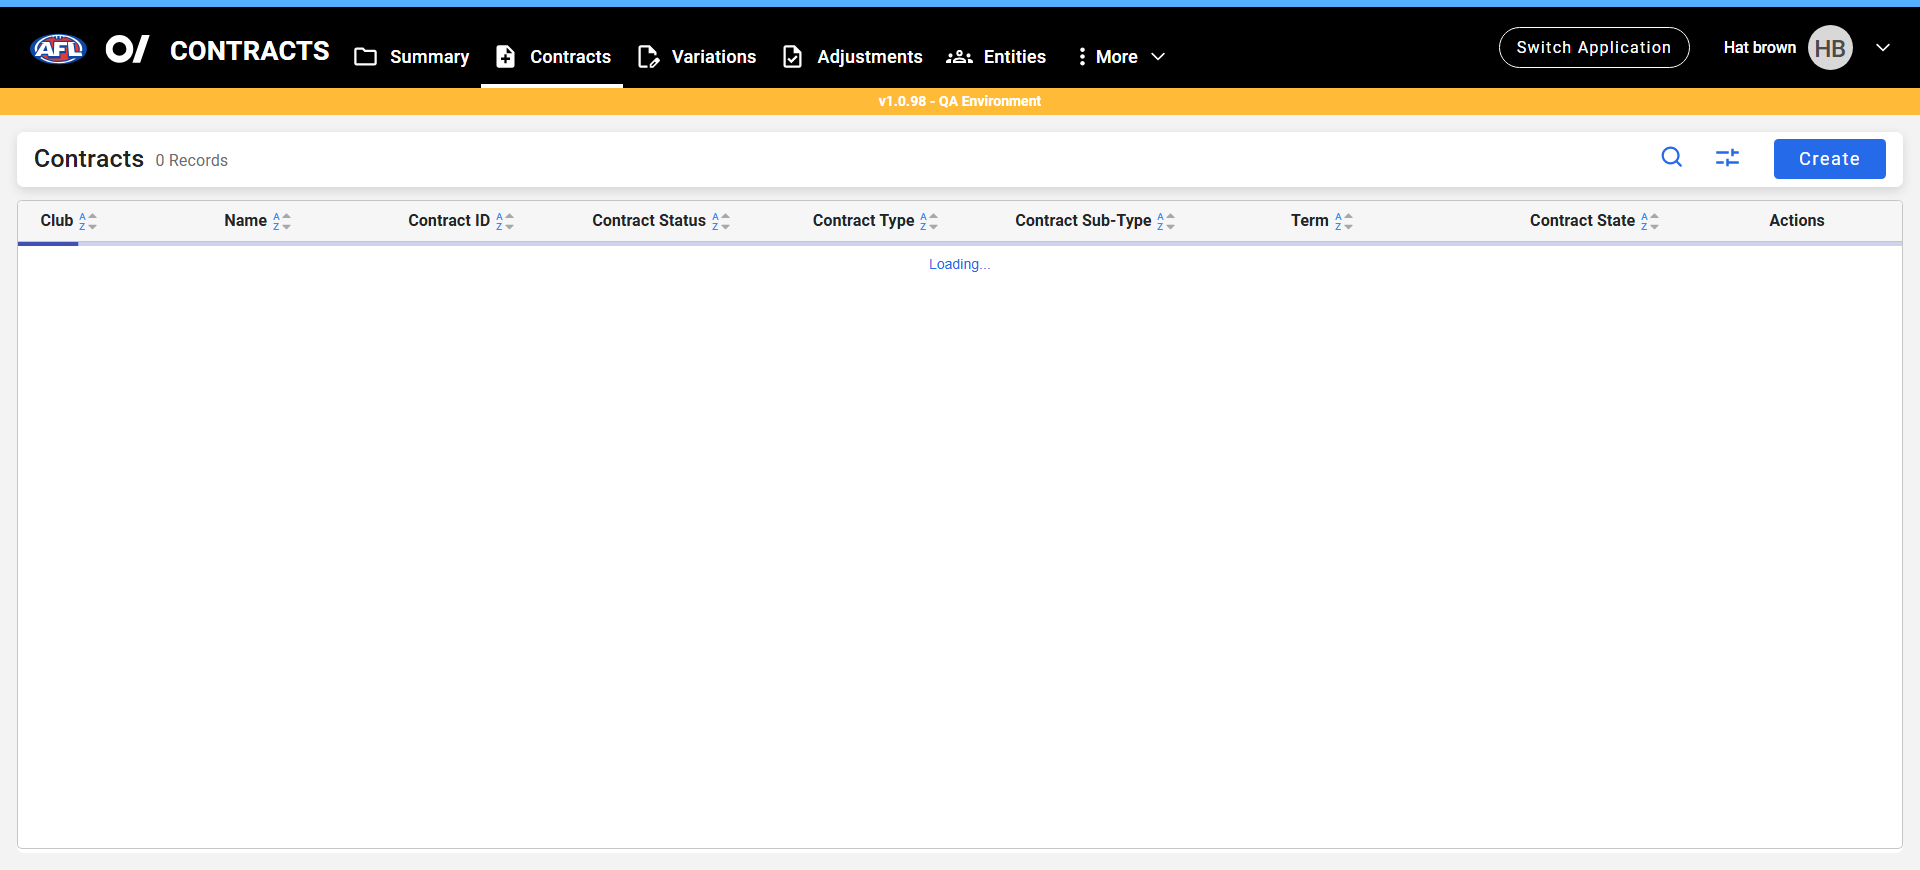 AFL O/ CONTRACTS Summary Contracts Variations Adjustments Entities More Switch Application Hat brown HB
v1.0.98 - QA Environment
Contracts 0 Records Create
Club Name Contract ID Contract Status Contract Type Contract Sub-Type Term Contract State Actions
Loading...